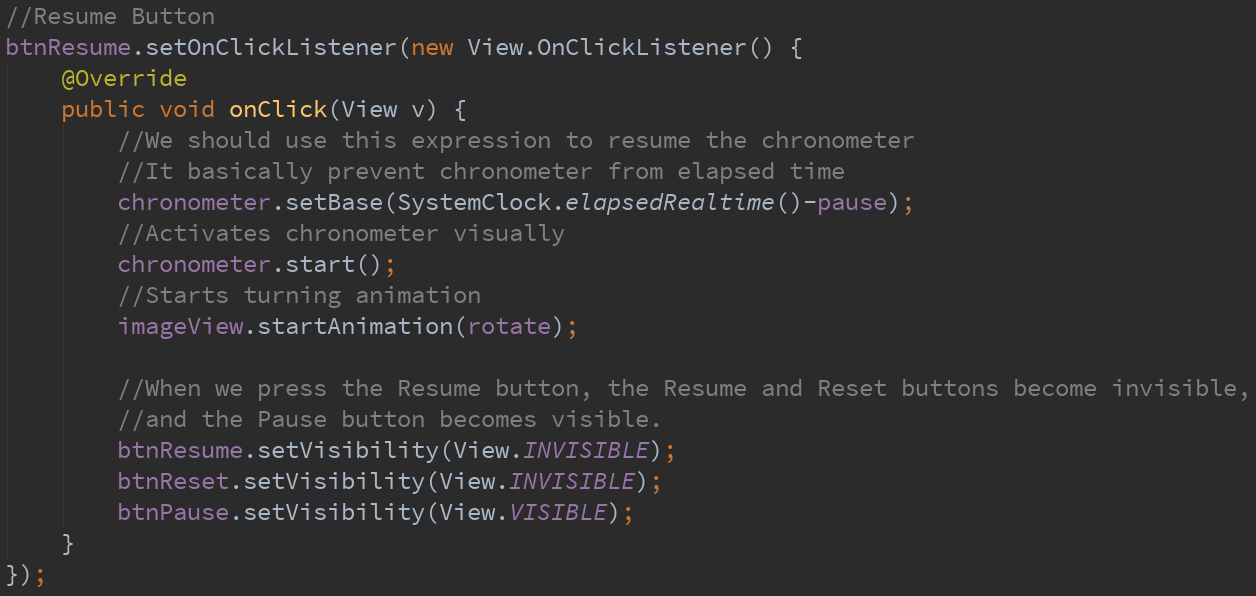 //Resume Button
btnResume.setOnClickListener(new View.OnClickListener() {
    @Override
    public void onClick(View v) {
        //We should use this expression to resume the chronometer
        //It basically prevent chronometer from elapsed time
        chronometer.setBase(SystemClock.elapsedRealtime()-pause);
        //Activates chronometer visually
        chronometer.start();
        //Starts turning animation
        imageView.startAnimation(rotate);

        //When we press the Resume button, the Resume and Reset buttons become invisible,
        //and the Pause button becomes visible.
        btnResume.setVisibility(View.INVISIBLE);
        btnReset.setVisibility(View.INVISIBLE);
        btnPause.setVisibility(View.VISIBLE);
    }
});